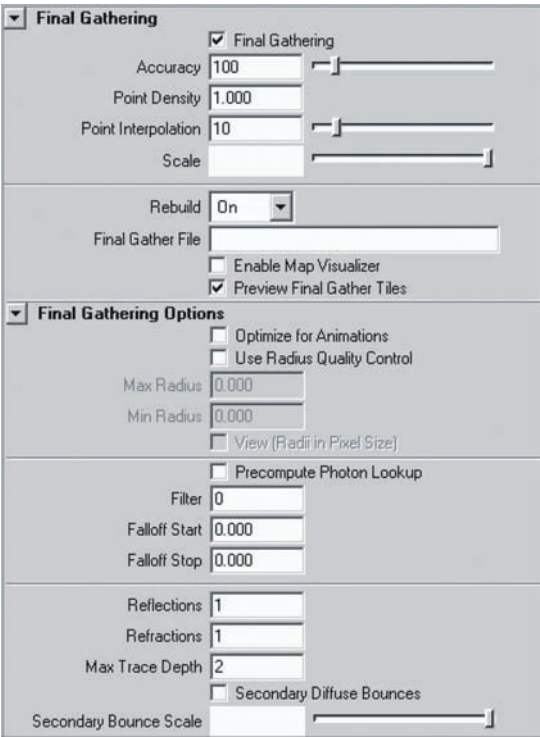 Final Gathering
Final Gathering
Accuracy 100
Point Density 1.000
Point Interpolation 10
Scale
Rebuild On
Final Gather File
Enable Map Visualizer
Preview Final Gather Tiles
Final Gathering Options
Optimize for Animations
Use Radius Quality Control
Max Radius 0.000
Min Radius 0.000
View (Radii in Pixel Size)
Precompute Photon Lookup
Filter 0
Falloff Start 0.000
Falloff Stop 0.000
Reflections 1
Refractions 1
Max Trace Depth 2
Secondary Diffuse Bounces
Secondary Bounce Scale